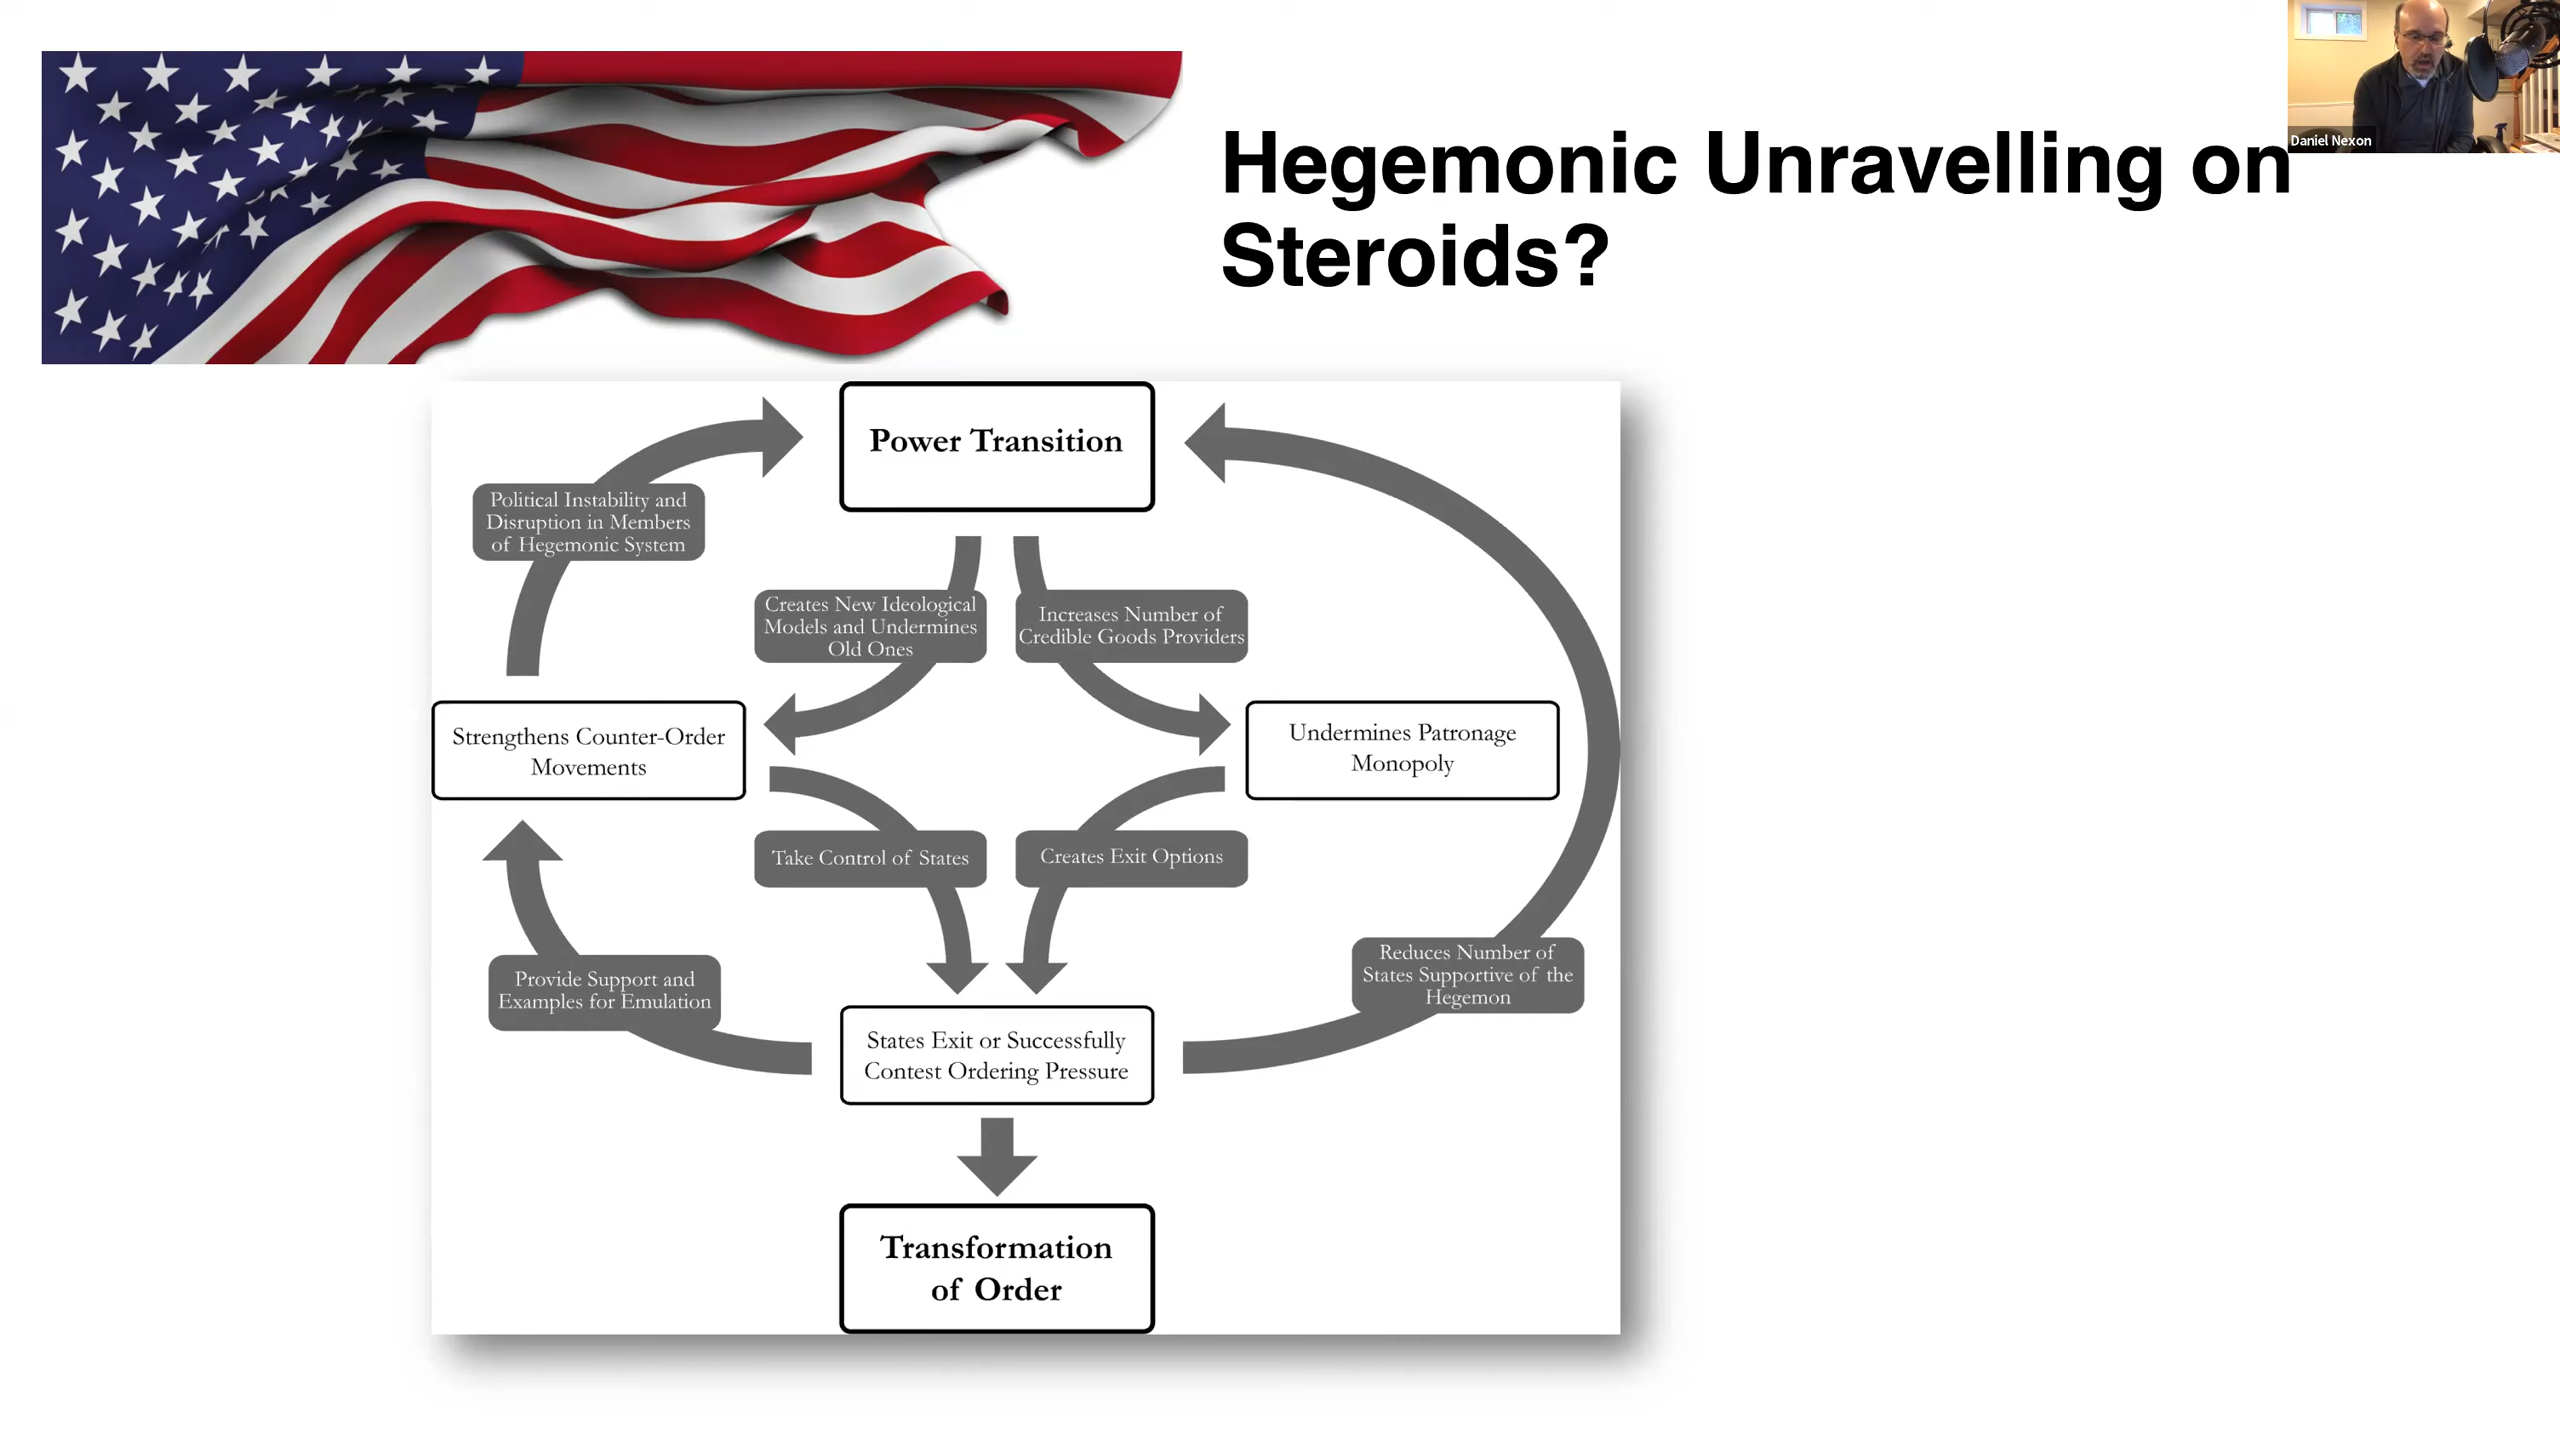 Daniel Nexon
Hegemonic Unravelling on
Steroids?
Power Transition
Political Instability and
Disruption in Members
of Hegemonic System
Creates New Ideological
Models and Undermines
Old Ones
Increases Number of
Credible Goods Providers
Strengthens Counter-Order
Movements
Undermines Patronage
Monopoly
Take Control of States
Creates Exit Options
Provide Support and
Examples for Emulation
Reduces Number of
States Supportive of the
Hegemon
States Exit or Successfully
Contest Ordering Pressure
Transformation
of Order